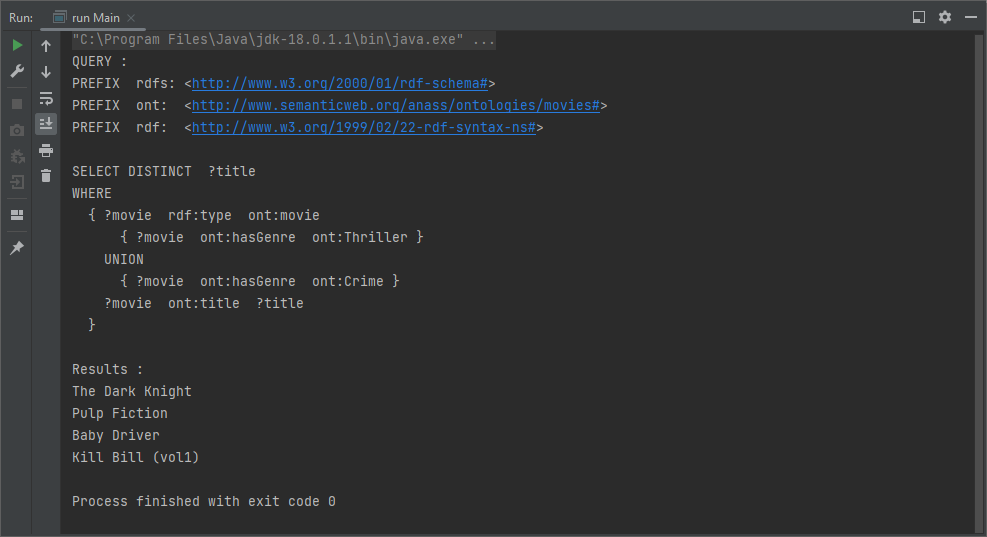 Run: run Main
"C:\Program Files\Java\jdk-18.0.1.1\bin\java.exe" ...
QUERY :
PREFIX  rdfs: <http://www.w3.org/2000/01/rdf-schema#>
PREFIX  ont:  <http://www.semanticweb.org/anass/ontologies/movies#>
PREFIX  rdf:  <http://www.w3.org/1999/02/22-rdf-syntax-ns#>

SELECT DISTINCT  ?title
WHERE
  { ?movie  rdf:type  ont:movie
      { ?movie  ont:hasGenre  ont:Thriller }
    UNION
      { ?movie  ont:hasGenre  ont:Crime }
    ?movie  ont:title  ?title
  }

Results :
The Dark Knight
Pulp Fiction
Baby Driver
Kill Bill (vol1)

Process finished with exit code 0